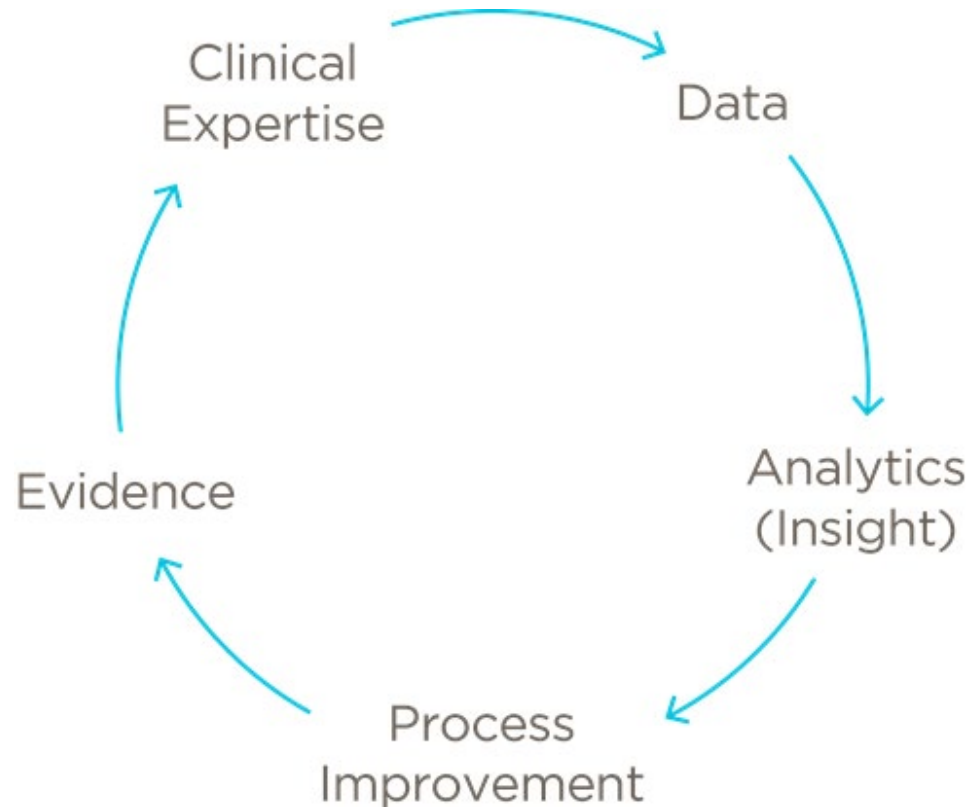 Clinical
Expertise
Data
Analytics
(Insight)
Process
Improvement
Evidence